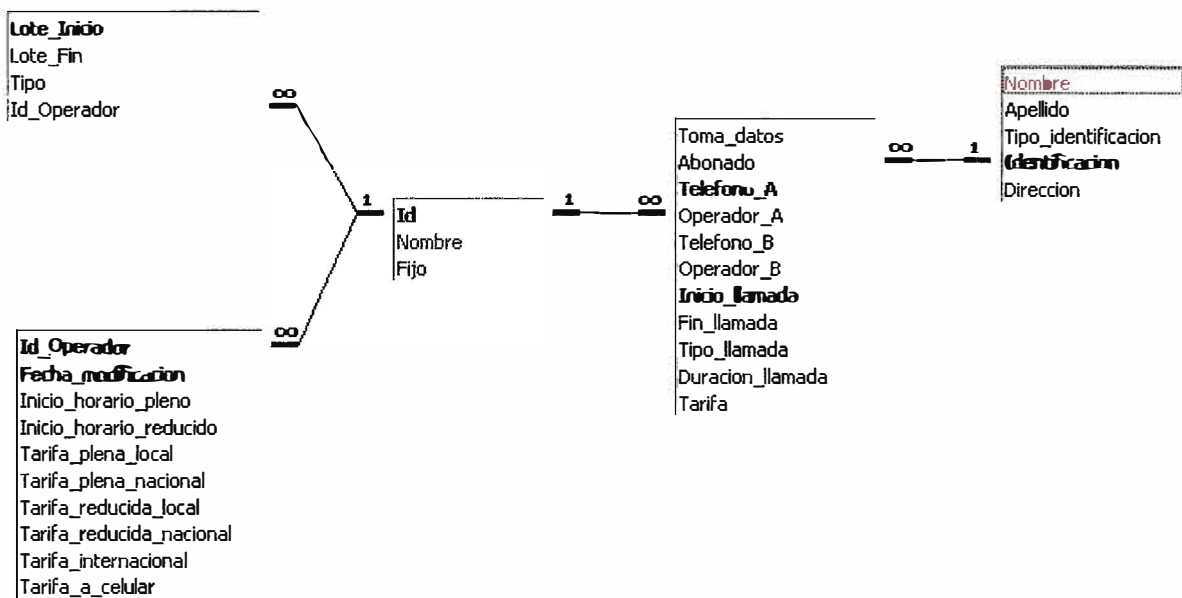 Lote_Inicio
Lote_Fin
Tipo
Id_Operador
∞
1
∞
Id_Operador
Fecha_modificacion
Inicio_horario_pleno
Inicio_horario_reducido
Tarifa_plena_local
Tarifa_plena_nacional
Tarifa_reducida_local
Tarifa_reducida_nacional
Tarifa_internacional
Tarifa_a_celular
Id
Nombre
Fijo
1
∞
Toma_datos
Abonado
Telefono_A
Operador_A
Telefono_B
Operador_B
Inicio_llamada
Fin_llamada
Tipo_llamada
Duracion_llamada
Tarifa
∞
1
Nombre
Apellido
Tipo_identificacion
Identificacion
Direccion